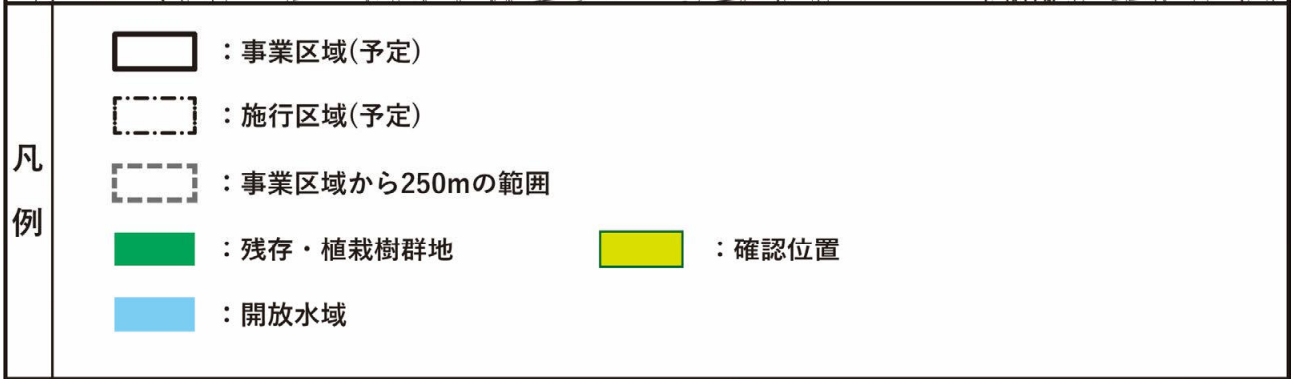 凡例
：事業区域(予定)
：施行区域(予定)
：事業区域から250mの範囲
：残存・植栽樹群地
：確認位置
：開放水域